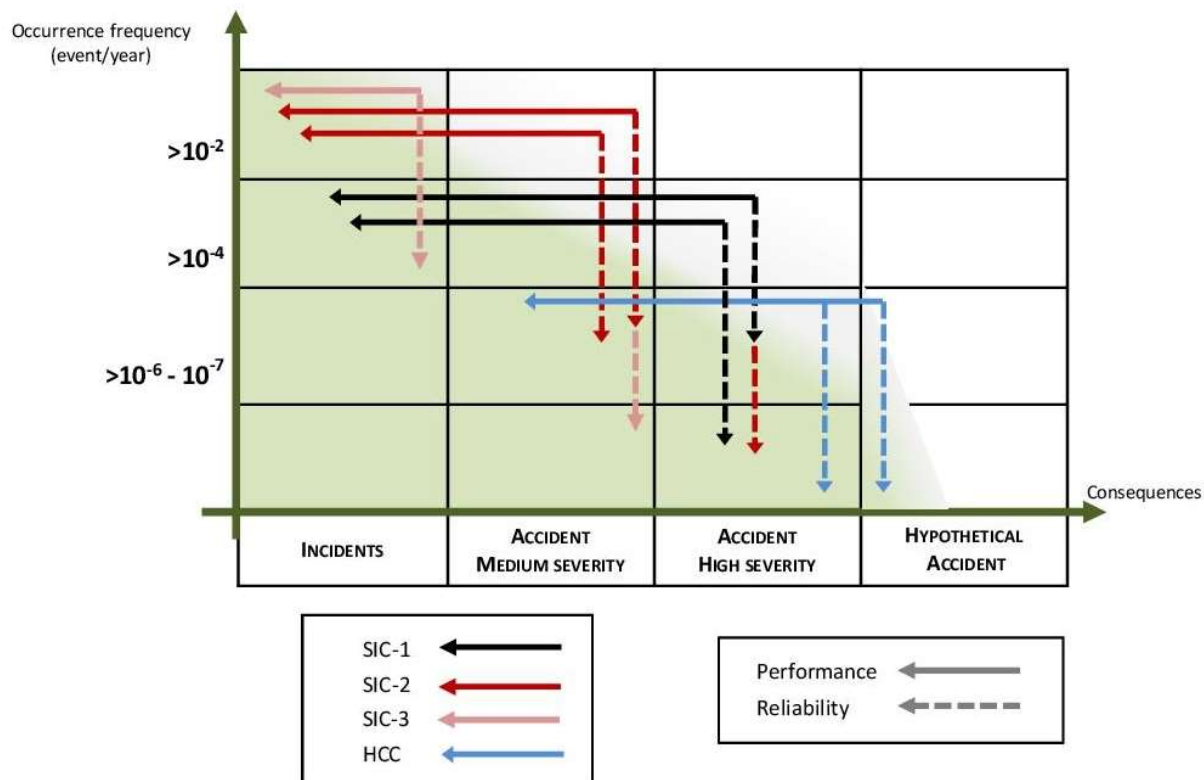 Occurrence frequency
(event/year)
>10⁻²
>10⁻⁴
>10⁻⁶ - 10⁻⁷
Consequences
INCIDENTS
ACCIDENT
MEDIUM SEVERITY
ACCIDENT
HIGH SEVERITY
HYPOTHETICAL
ACCIDENT
SIC-1
SIC-2
SIC-3
HCC
Performance
Reliability